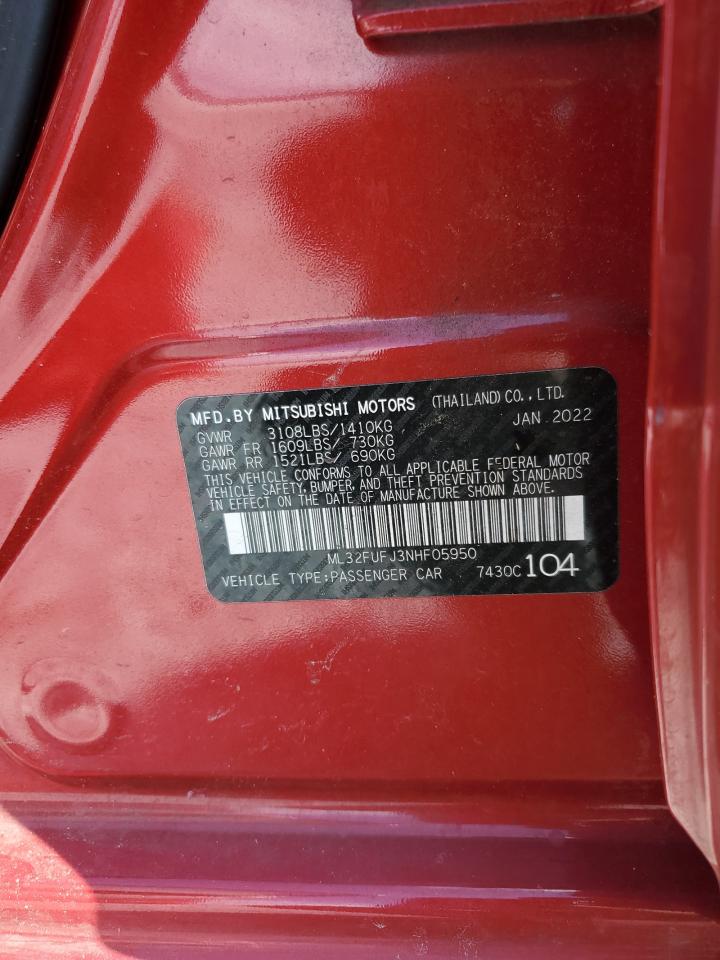 MFD.BY MITSUBISHI MOTORS (THAILAND) CO., LTD.
GVWR 3108LBS/1410KG JAN 2022
GAWR FR 1609LBS/ 730KG
GAWR RR 1521LBS/ 690KG
THIS VEHICLE CONFORMS TO ALL APPLICABLE FEDERAL MOTOR
VEHICLE SAFETY, BUMPER, AND THEFT PREVENTION STANDARDS
IN EFFECT ON THE DATE OF MANUFACTURE SHOWN ABOVE.
ML32FUFJ3NHF05950
VEHICLE TYPE:PASSENGER CAR 7430C 104